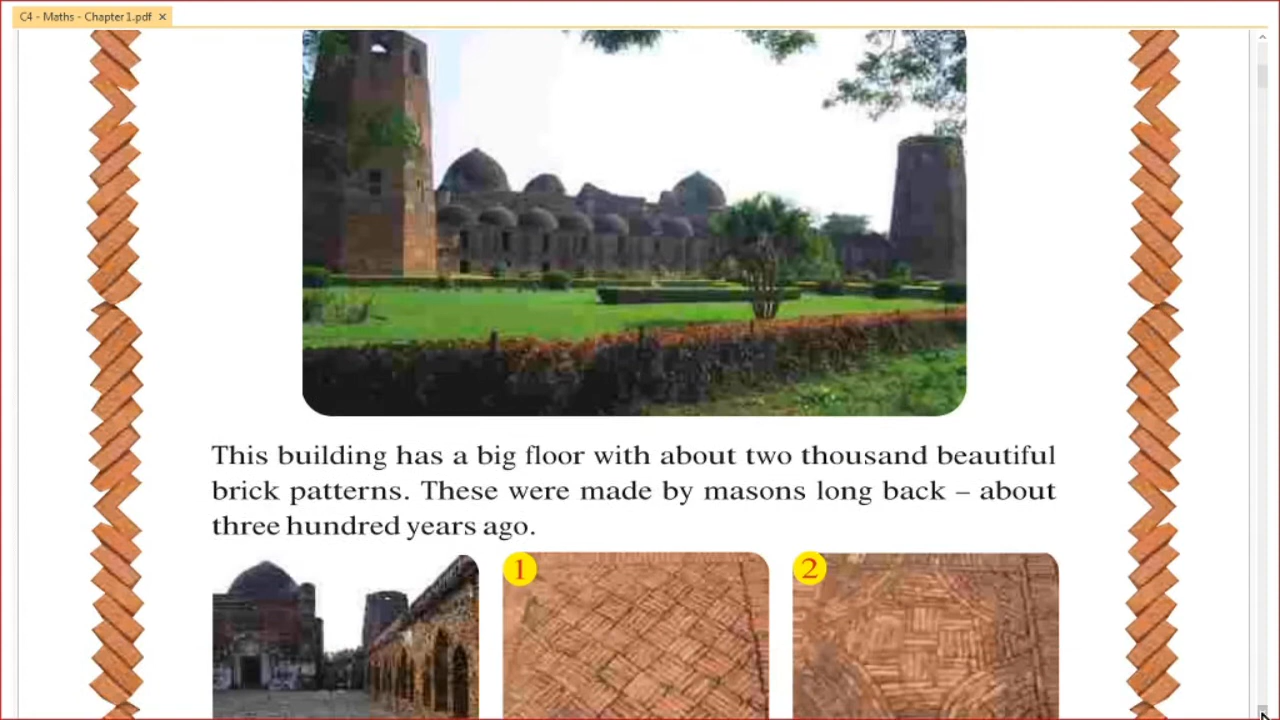 C4 - Maths - Chapter 1.pdf
This building has a big floor with about two thousand beautiful
brick patterns. These were made by masons long back – about
three hundred years ago.
1
2